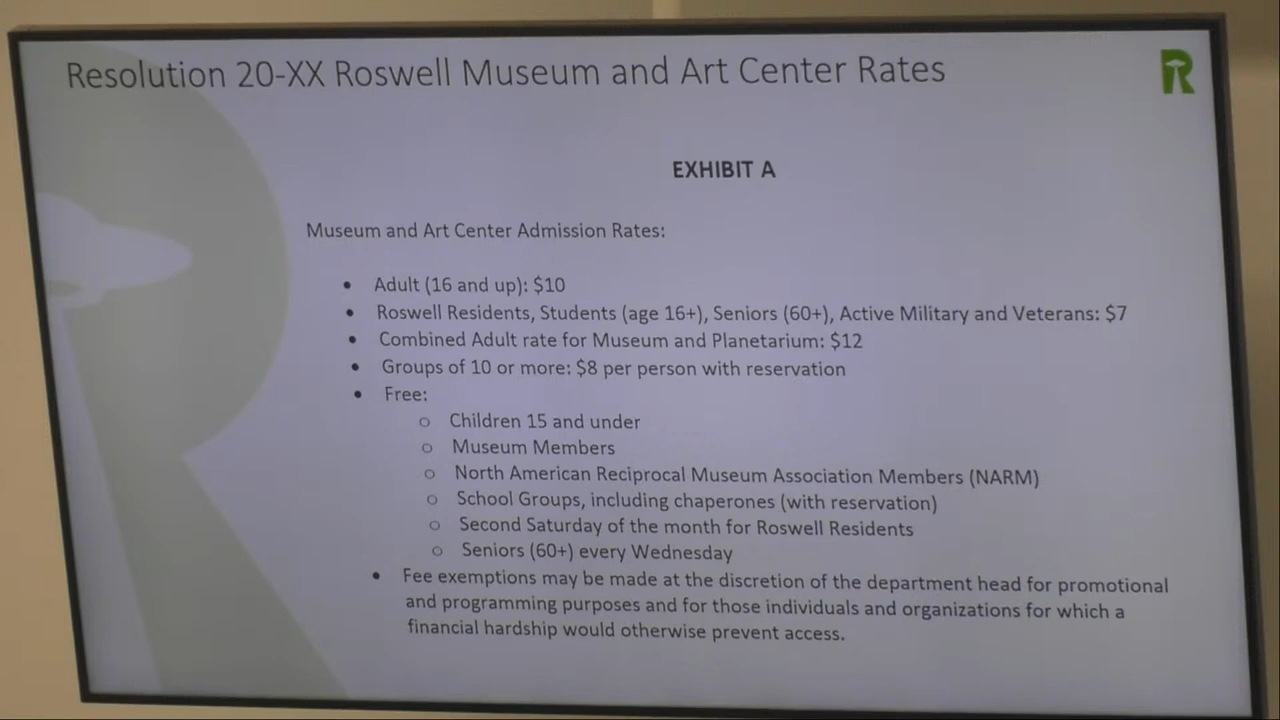 Resolution 20-XX Roswell Museum and Art Center Rates
R
EXHIBIT A
Museum and Art Center Admission Rates:
• Adult (16 and up): $10
• Roswell Residents, Students (age 16+), Seniors (60+), Active Military and Veterans: $7
• Combined Adult rate for Museum and Planetarium: $12
• Groups of 10 or more: $8 per person with reservation
• Free:
o Children 15 and under
o Museum Members
o North American Reciprocal Museum Association Members (NARM)
o School Groups, including chaperones (with reservation)
o Second Saturday of the month for Roswell Residents
o Seniors (60+) every Wednesday
• Fee exemptions may be made at the discretion of the department head for promotional
and programming purposes and for those individuals and organizations for which a
financial hardship would otherwise prevent access.